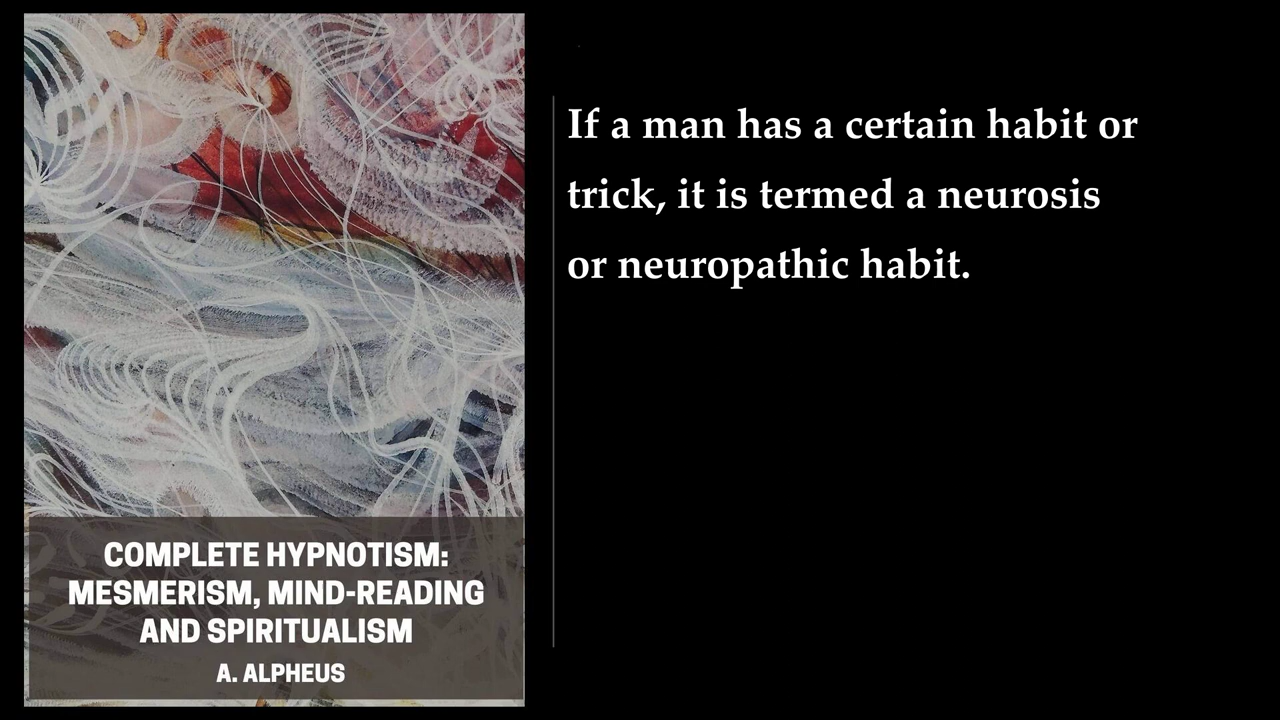 If a man has a certain habit or
trick, it is termed a neurosis
or neuropathic habit.
COMPLETE HYPNOTISM:
MESMERISM, MIND-READING
AND SPIRITUALISM
A. ALPHEUS